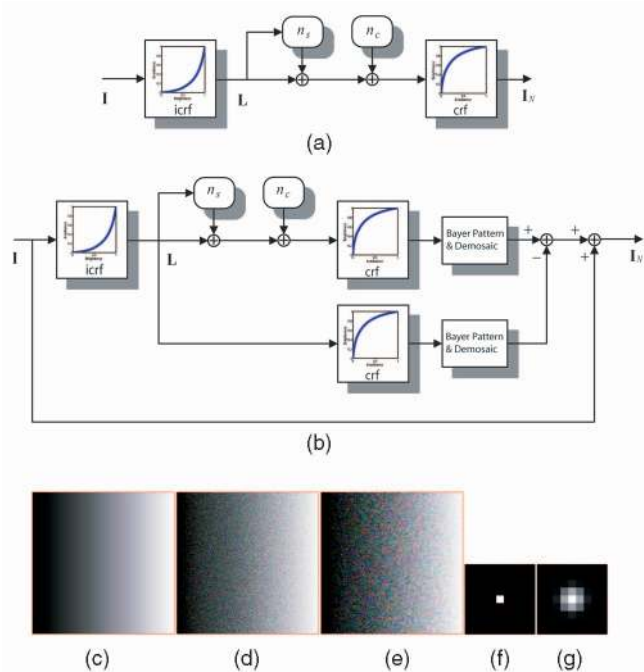 n_s
n_c
I
L
icrf
crf
I_N
(a)
n_s
n_c
I
L
icrf
crf
Bayer Pattern
& Demosaic
+
−
+
+
I_N
crf
Bayer Pattern
& Demosaic
(b)
(c) (d) (e) (f) (g)